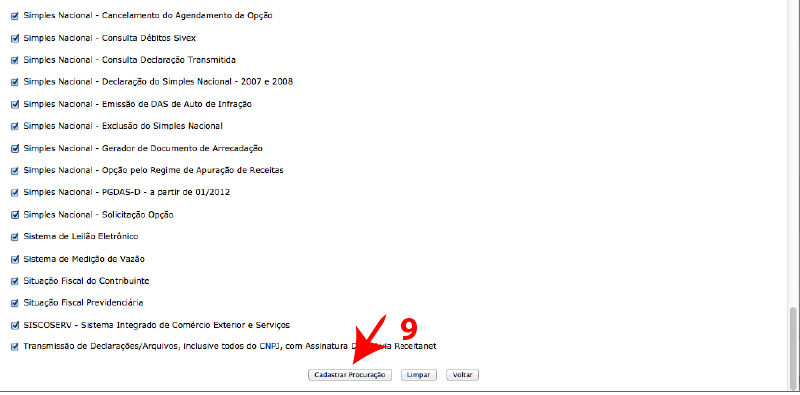 Simples Nacional - Cancelamento do Agendamento da Opção
Simples Nacional - Consulta Débitos Sivex
Simples Nacional - Consulta Declaração Transmitida
Simples Nacional - Declaração do Simples Nacional - 2007 e 2008
Simples Nacional - Emissão de DAS de Auto de Infração
Simples Nacional - Exclusão do Simples Nacional
Simples Nacional - Gerador de Documento de Arrecadação
Simples Nacional - Opção pelo Regime de Apuração de Receitas
Simples Nacional - PGDAS-D - a partir de 01/2012
Simples Nacional - Solicitação Opção
Sistema de Leilão Eletrônico
Sistema de Medição de Vazão
Situação Fiscal do Contribuinte
Situação Fiscal Previdenciária
SISCOSERV - Sistema Integrado de Comércio Exterior e Serviços
9
Transmissão de Declarações/Arquivos, inclusive todos do CNPJ, com Assinatura via Receitanet
Cadastrar Procuração Limpar Voltar